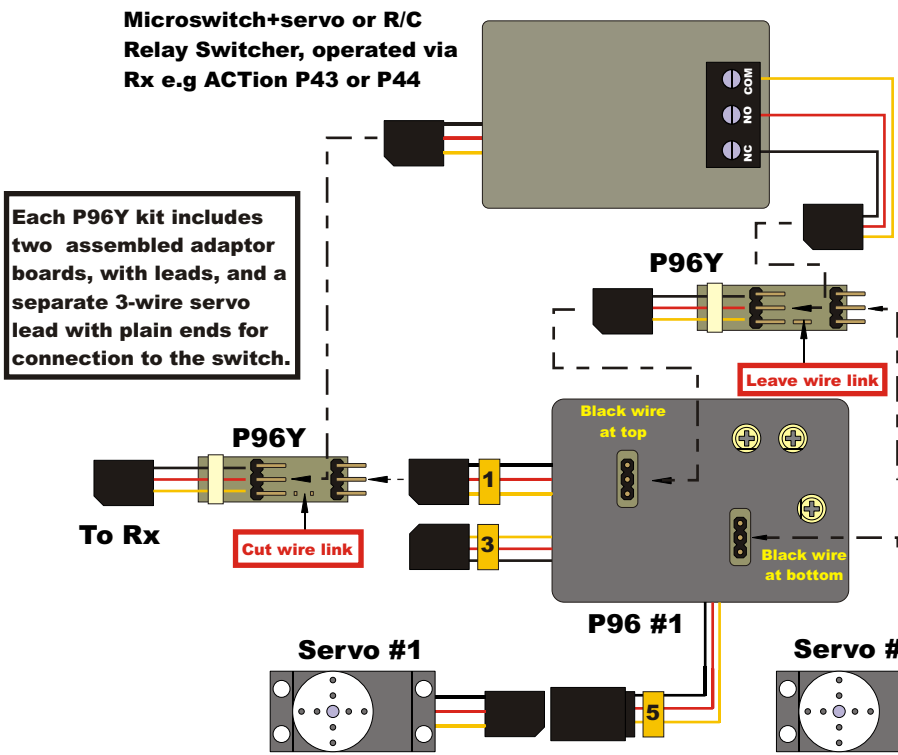 Microswitch+servo or R/C
Relay Switcher, operated via
Rx e.g ACTion P43 or P44
COM
NO
NC
Each P96Y kit includes
two assembled adaptor
boards, with leads, and a
separate 3-wire servo
lead with plain ends for
connection to the switch.
P96Y
Leave wire link
Black wire
at top
P96Y
1
To Rx
Cut wire link
3
Black wire
at bottom
P96 #1
Servo #1
Servo #
5